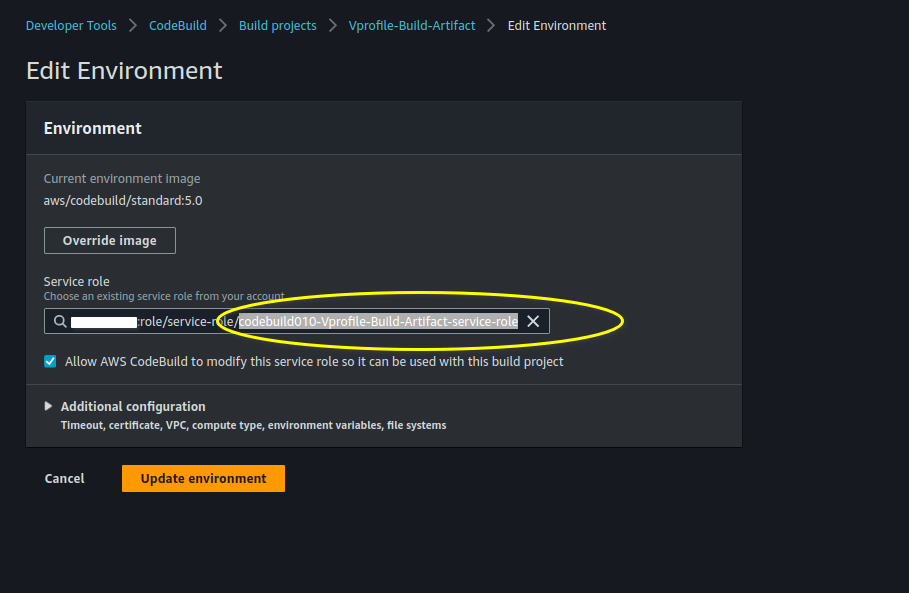 Developer Tools > CodeBuild > Build projects > Vprofile-Build-Artifact > Edit Environment
Edit Environment
Environment
Current environment image
aws/codebuild/standard:5.0
Override image
Service role
Choose an existing service role from your account
:role/service-role/codebuild010-Vprofile-Build-Artifact-service-role
Allow AWS CodeBuild to modify this service role so it can be used with this build project
Additional configuration
Timeout, certificate, VPC, compute type, environment variables, file systems
Cancel
Update environment